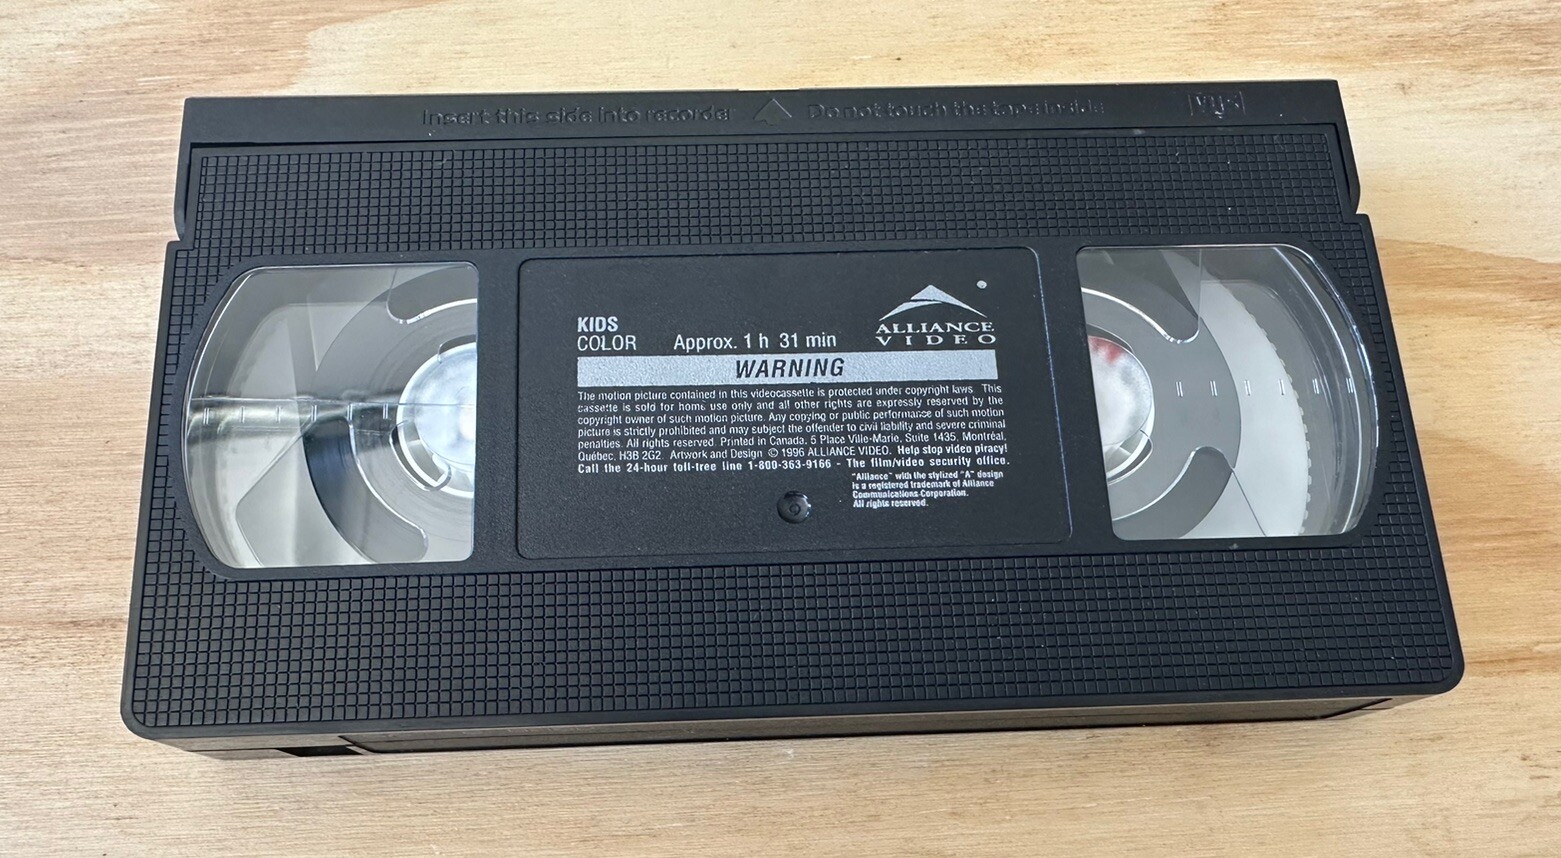 Insert this side into recorder Do not touch the tape inside VHS
KIDS
COLOR Approx. 1 h 31 min
ALLIANCE
VIDEO
WARNING
The motion picture contained in this videocassette is protected under copyright laws. This
cassette is sold for home use only and all other rights are expressly reserved by the
copyright owner of such motion picture. Any copying or public performance of such motion
picture is strictly prohibited and may subject the offender to civil liability and severe criminal
penalties. All rights reserved. Printed in Canada. 5 Place Ville-Marie, Suite 1435, Montréal,
Québec, H3B 2G2. Artwork and Design © 1996 ALLIANCE VIDEO. Help stop video piracy!
Call the 24-hour toll-free line 1-800-363-9166 - The film/video security office.
"Alliance" with the stylized "A" design
is a registered trademark of Alliance
Communications Corporation.
All rights reserved.